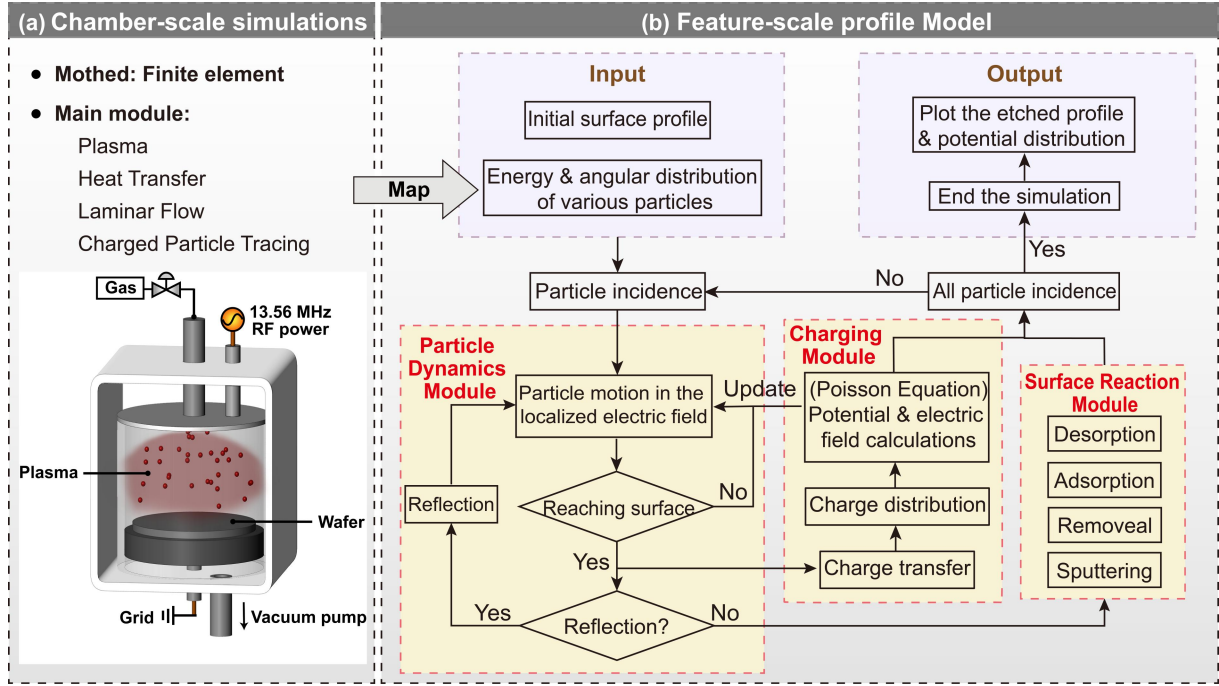 (a) Chamber-scale simulations
● Mothed: Finite element
● Main module:
Plasma
Heat Transfer
Laminar Flow
Charged Particle Tracing
Gas
13.56 MHz
RF power
Plasma
Wafer
Grid
Vacuum pump
Map
(b) Feature-scale profile Model
Input
Initial surface profile
Energy & angular distribution
of various particles
Output
Plot the etched profile
& potential distribution
End the simulation
Yes
No
Particle incidence
All particle incidence
Particle
Dynamics
Module
Particle motion in the
localized electric field
Update
Reaching surface
No
Reflection
Yes
Yes
Reflection?
No
Charging
Module
(Poisson Equation)
Potential & electric
field calculations
Charge distribution
Charge transfer
Surface Reaction
Module
Desorption
Adsorption
Removeal
Sputtering